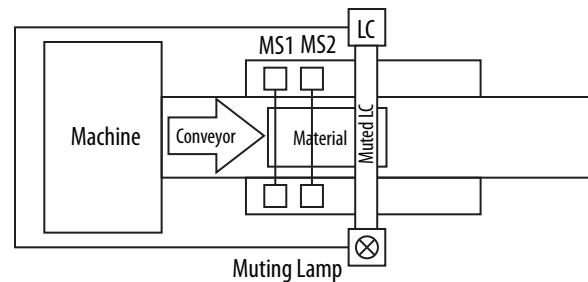 LC
MS1 MS2
Machine
Conveyor
Material
Muted LC
Muting Lamp